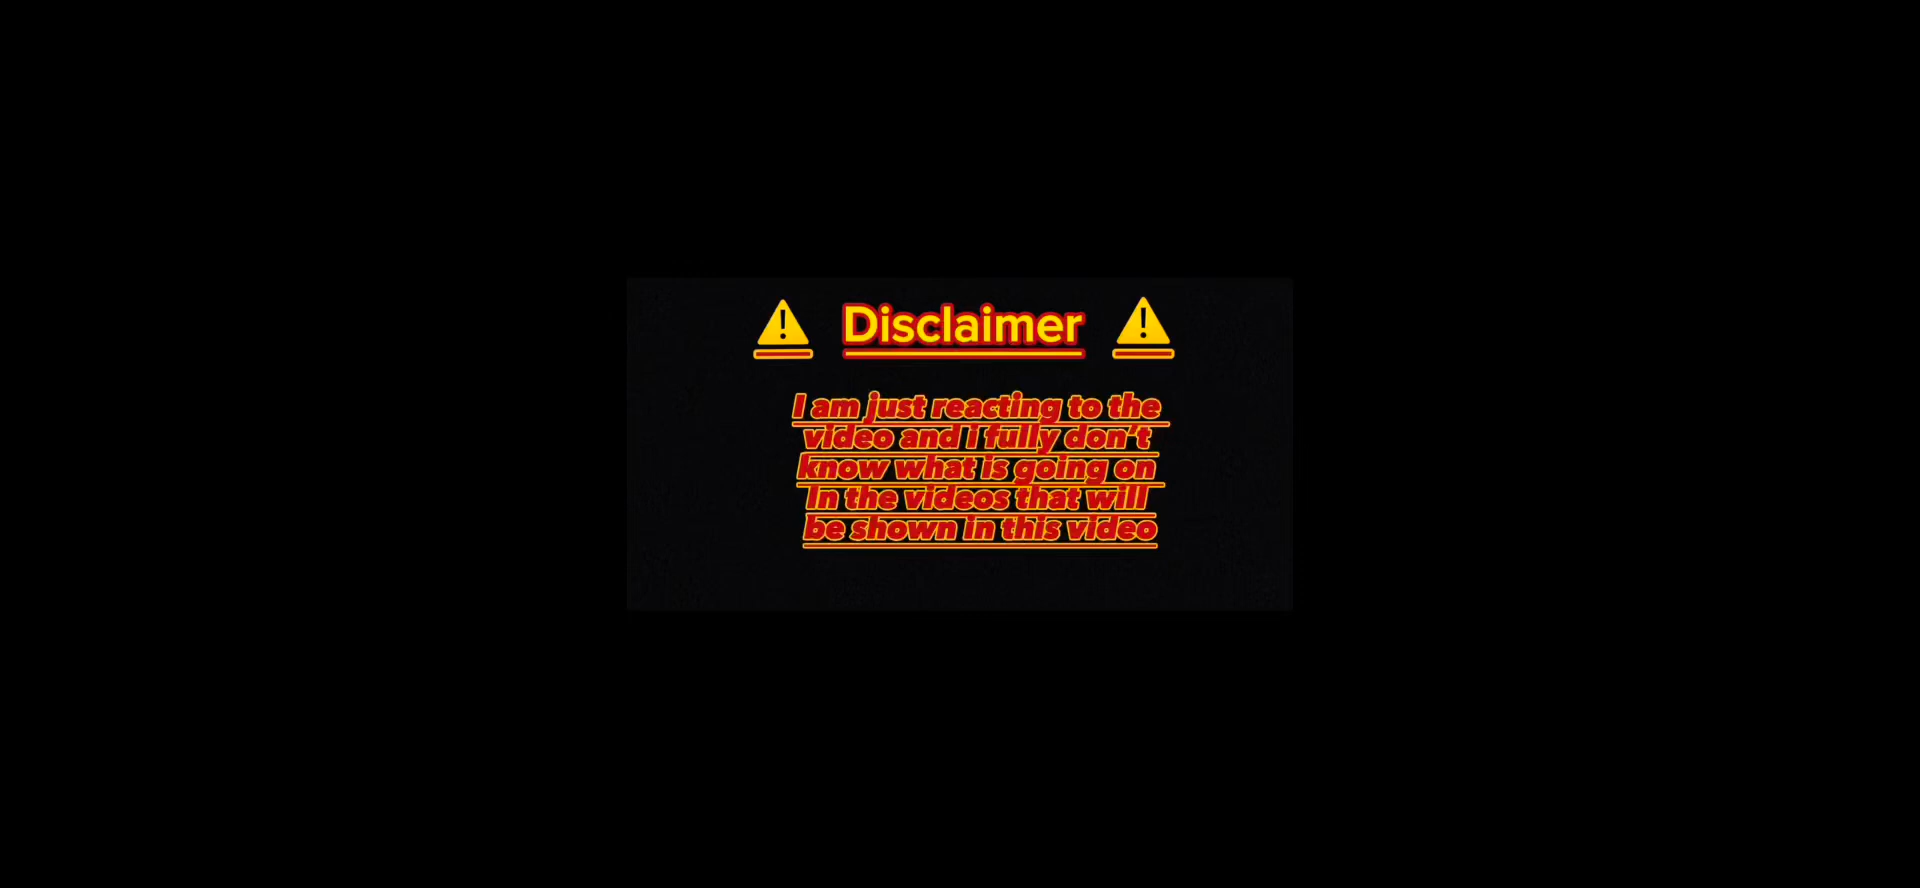 ⚠ Disclaimer ⚠
I am just reacting to the
video and i fully don't
know what is going on
In the videos that will
be shown in this video